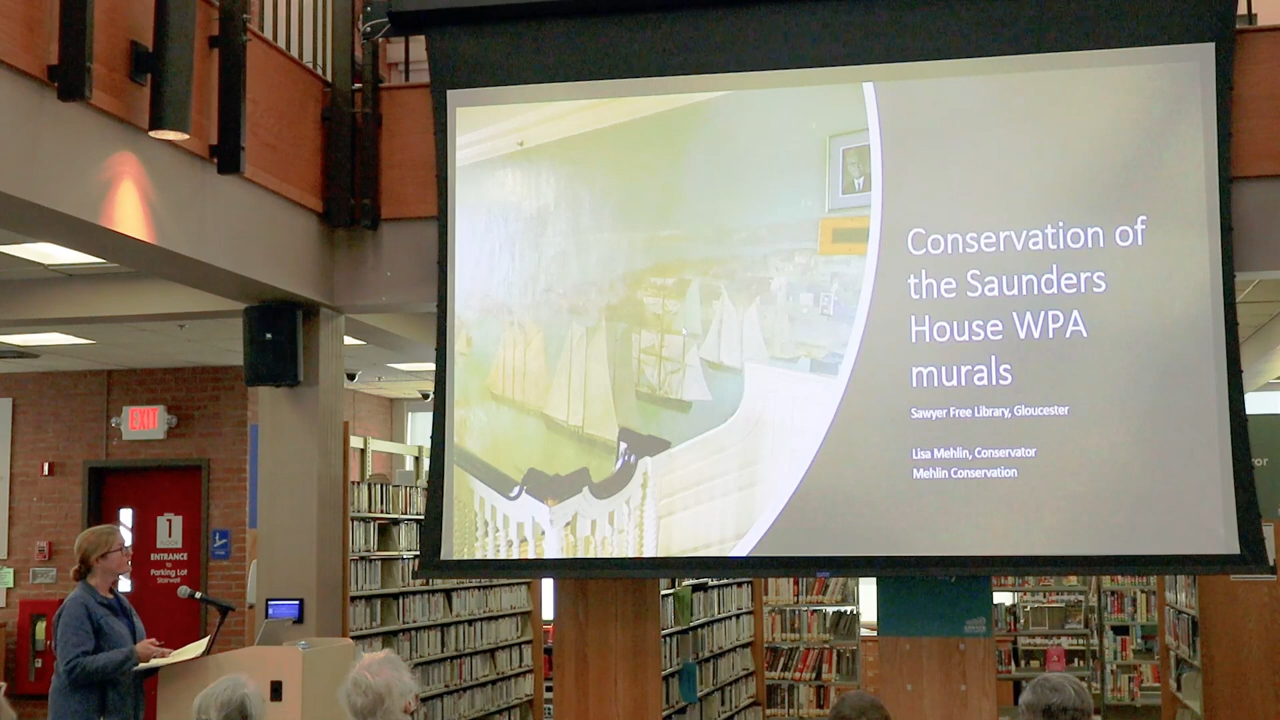 Conservation of
the Saunders
House WPA
murals
Sawyer Free Library, Gloucester
Lisa Mehlin, Conservator
Mehlin Conservation
EXIT
1
ENTRANCE
to
Parking Lot
Stairwell